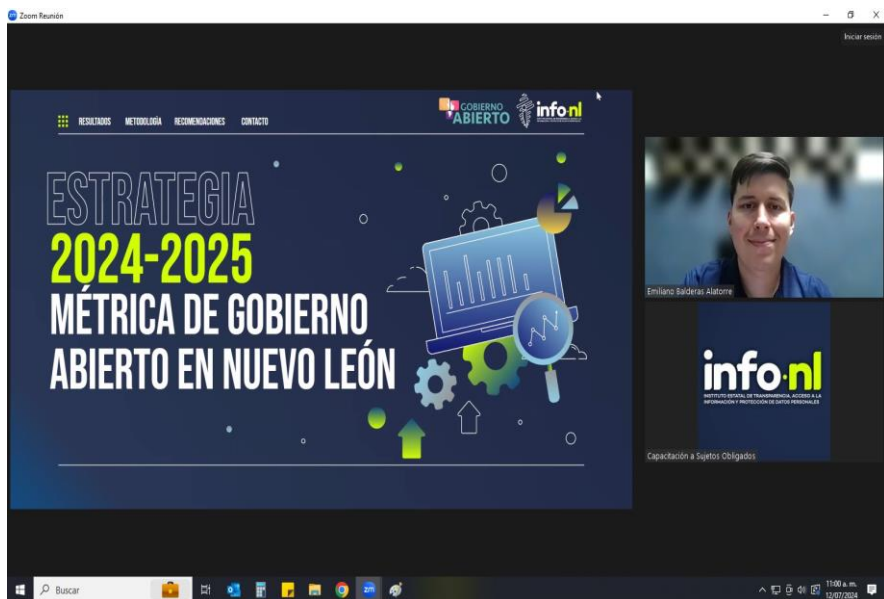 Zoom Reunión
Iniciar sesión
RESULTADOS METODOLOGÍA RECOMENDACIONES CONTACTO
GOBIERNO
ABIERTO
info·nl
ESTRATEGIA
2024-2025
MÉTRICA DE GOBIERNO
ABIERTO EN NUEVO LEÓN
Emiliano Balderas Alatorre
info·nl
INSTITUTO ESTATAL DE TRANSPARENCIA, ACCESO A LA
INFORMACIÓN Y PROTECCIÓN DE DATOS PERSONALES
Capacitación a Sujetos Obligados
Buscar
zm
11:00 a. m.
12/07/2024